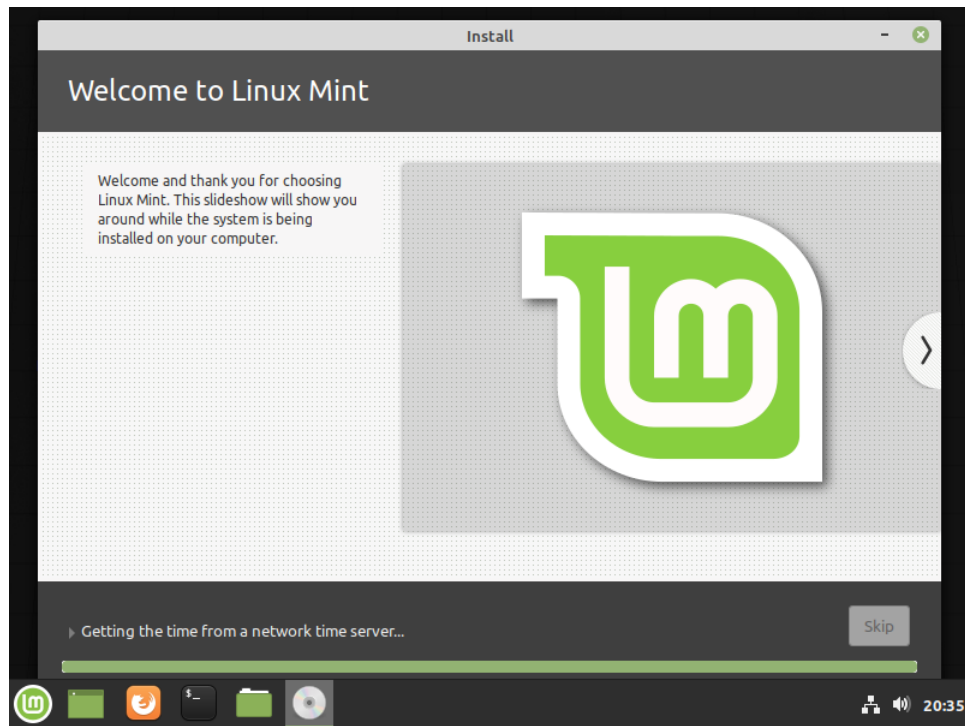 Install
Welcome to Linux Mint
Welcome and thank you for choosing
Linux Mint. This slideshow will show you
around while the system is being
installed on your computer.
lm
Getting the time from a network time server...
Skip
lm
$_
20:35